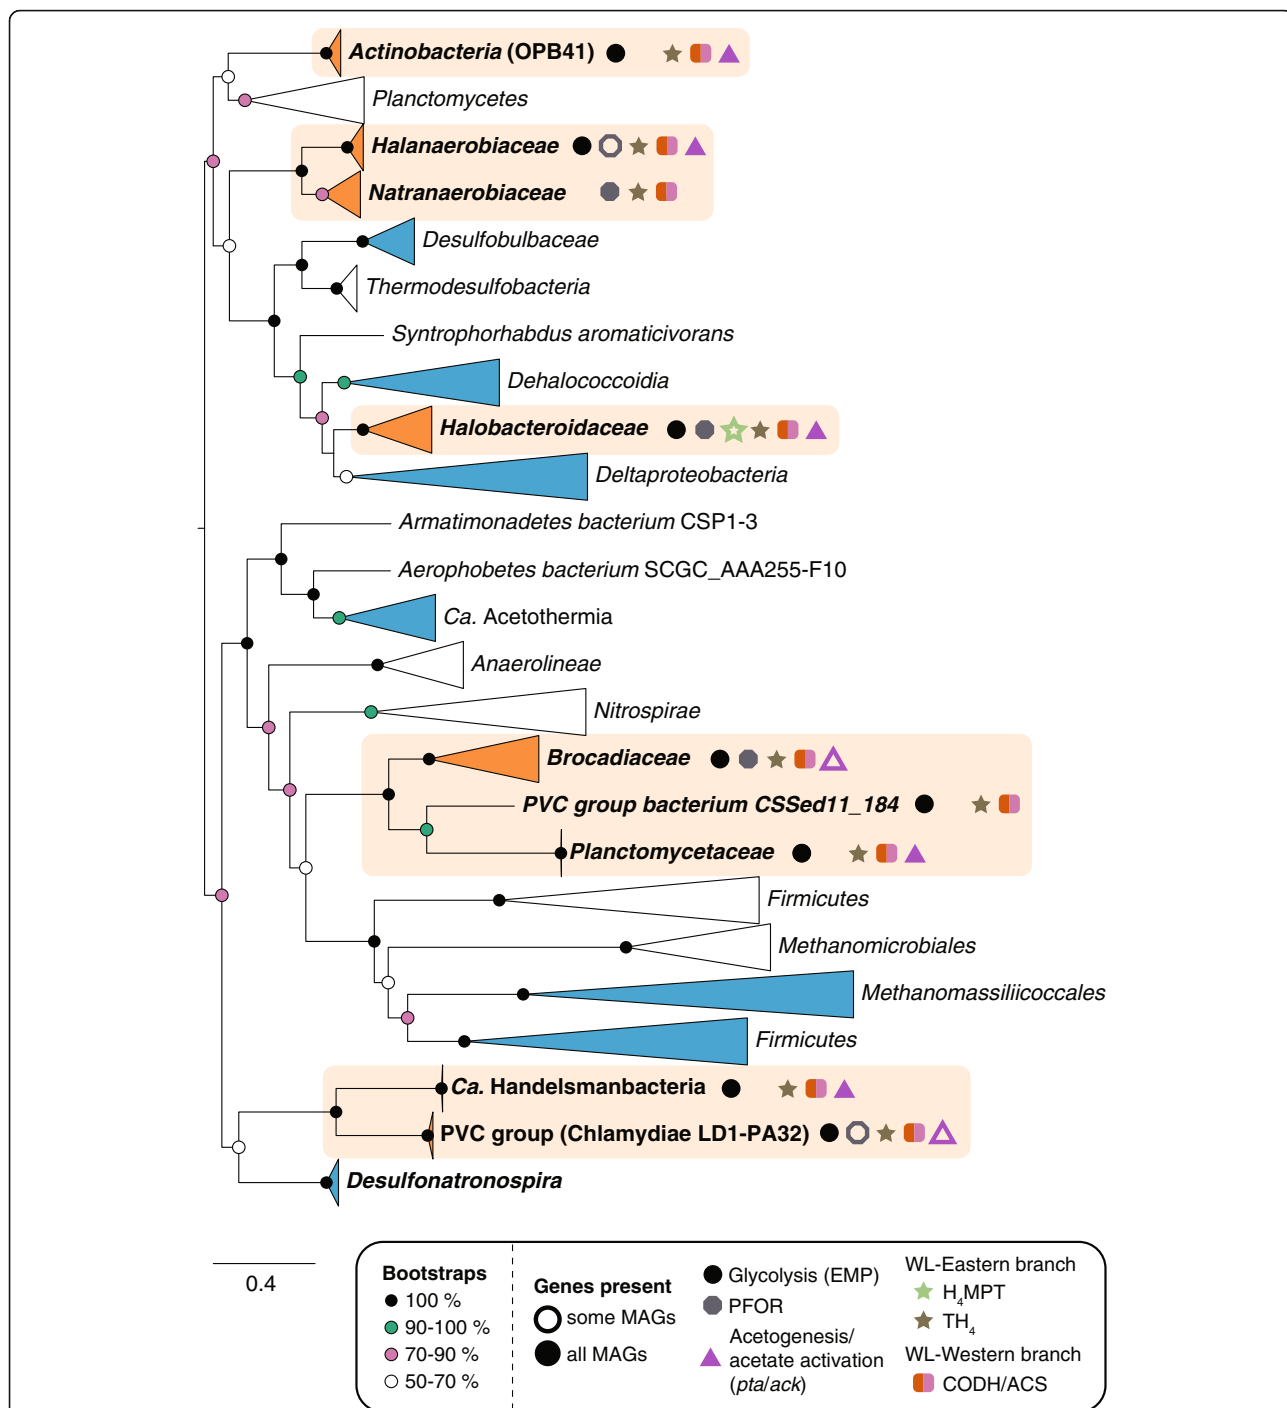 Actinobacteria (OPB41)
Planctomycetes
Halanaerobiaceae
Natranaerobiaceae
Desulfobulbaceae
Thermodesulfobacteria
Syntrophorhabdus aromaticivorans
Dehalococcoidia
Halobacteroidaceae
Deltaproteobacteria
Armatimonadetes bacterium CSP1-3
Aerophobetes bacterium SCGC_AAA255-F10
Ca. Acetothermia
Anaerolineae
Nitrospirae
Brocadiaceae
PVC group bacterium CSSed11_184
Planctomycetaceae
Firmicutes
Methanomicrobiales
Methanomassiliicoccales
Firmicutes
Ca. Handelsmanbacteria
PVC group (Chlamydiae LD1-PA32)
Desulfonatronospira
0.4
Bootstraps
100 %
90-100 %
70-90 %
50-70 %
Genes present
some MAGs
all MAGs
Glycolysis (EMP)
PFOR
Acetogenesis/
acetate activation
(pta/ack)
WL-Eastern branch
H4MPT
TH4
WL-Western branch
CODH/ACS